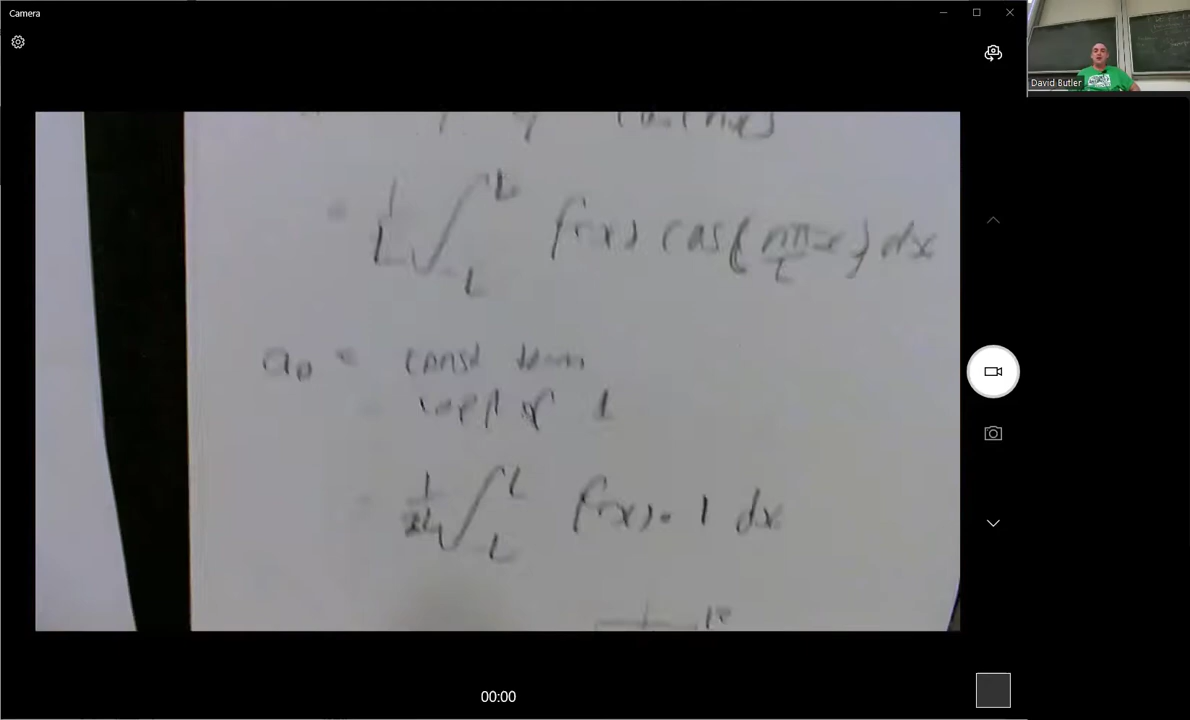 Camera
David Butler
= 1/L ∫_{-L}^{L} f(x) cos(nπx/L) dx
a₀ = const term
coeff of 1
= 1/2L ∫_{-L}^{L} f(x) · 1 dx
00:00